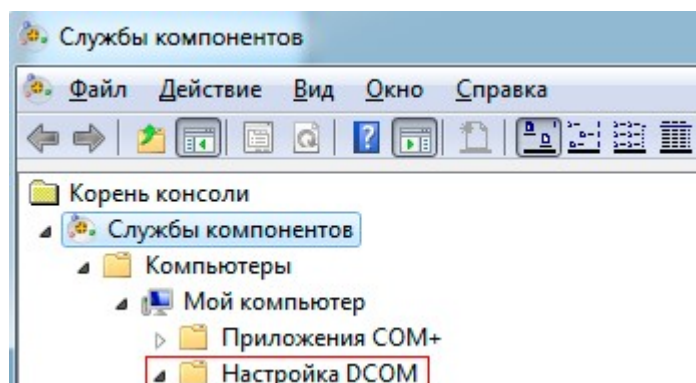 Службы компонентов
Файл Действие Вид Окно Справка
Корень консоли
Службы компонентов
Компьютеры
Мой компьютер
Приложения COM+
Настройка DCOM